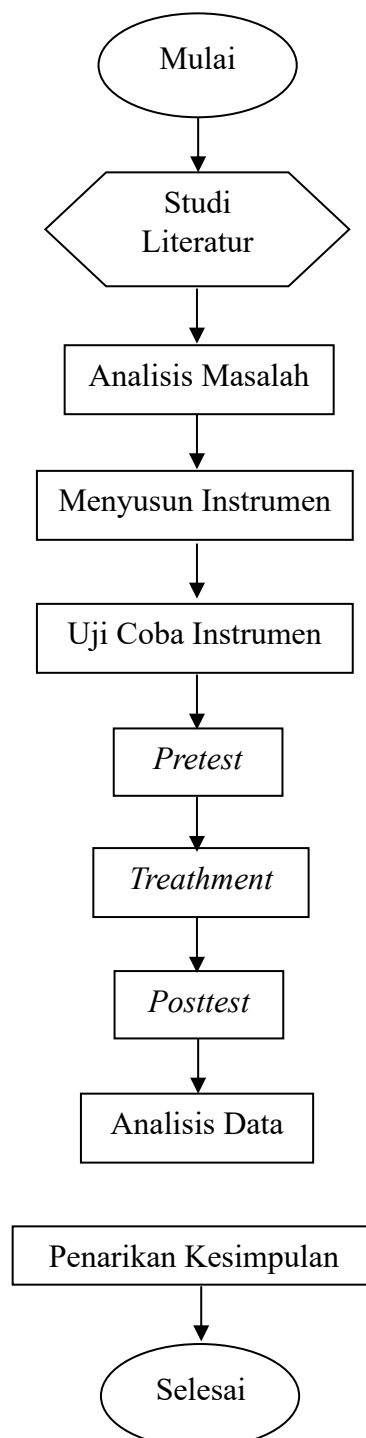 Mulai
Studi
Literatur
Analisis Masalah
Menyusun Instrumen
Uji Coba Instrumen
Pretest
Treathment
Posttest
Analisis Data
Penarikan Kesimpulan
Selesai